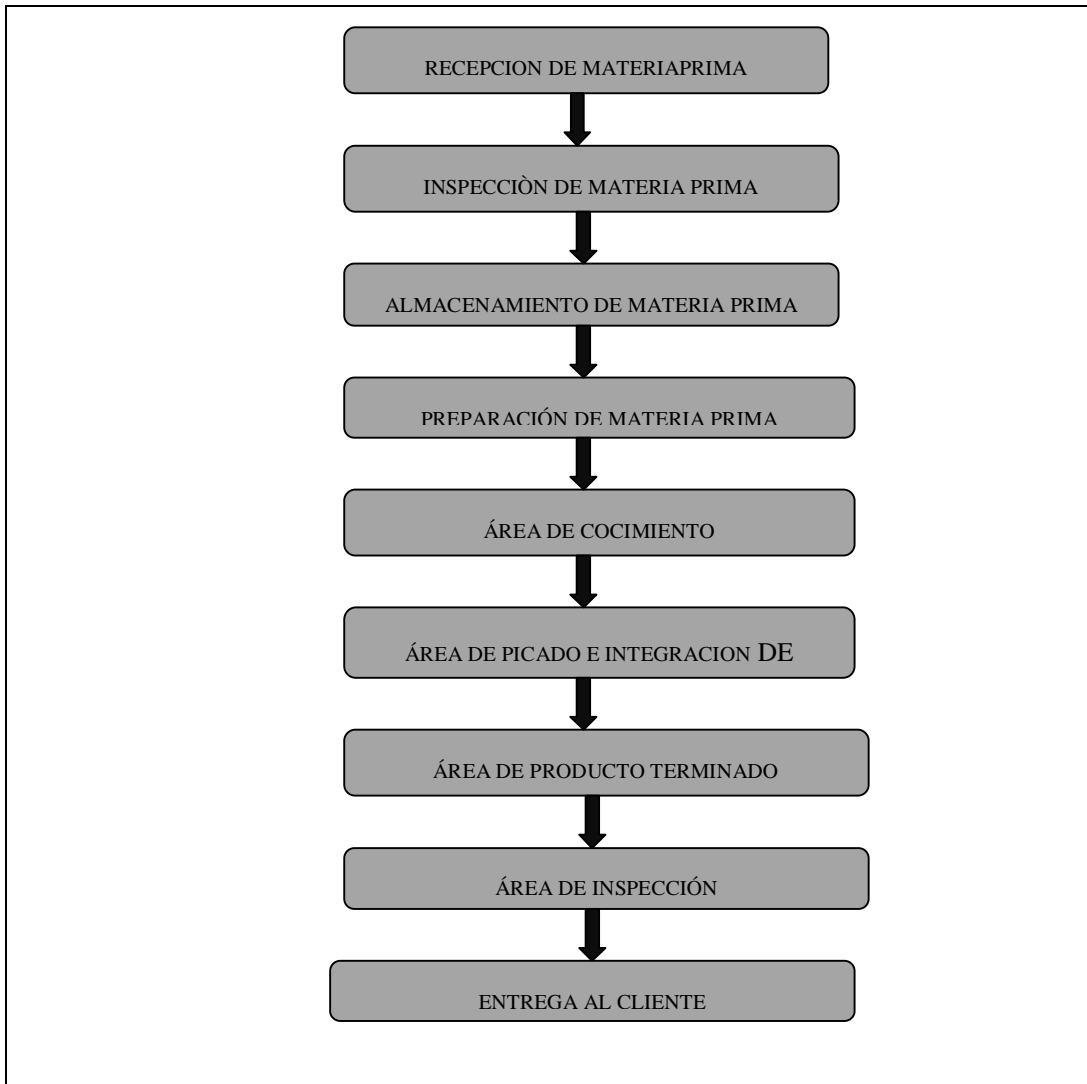 RECEPCION DE MATERIAPRIMA
INSPECCIÒN DE MATERIA PRIMA
ALMACENAMIENTO DE MATERIA PRIMA
PREPARACIÓN DE MATERIA PRIMA
ÁREA DE COCIMIENTO
ÁREA DE PICADO E INTEGRACION DE
ÁREA DE PRODUCTO TERMINADO
ÁREA DE INSPECCIÓN
ENTREGA AL CLIENTE